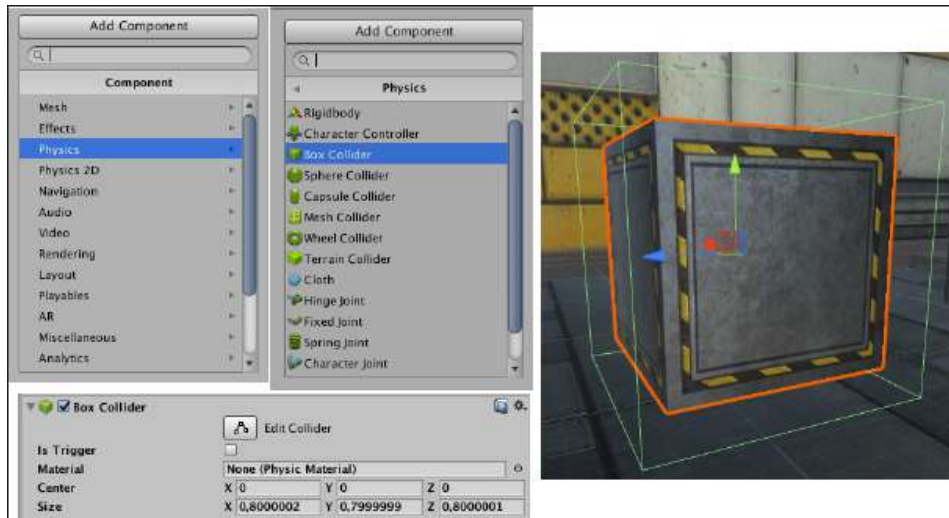 Add Component
Component
Mesh
Effects
Physics
Physics 2D
Navigation
Audio
Video
Rendering
Layout
Playables
AR
Miscellaneous
Analytics
Add Component
Physics
Rigidbody
Character Controller
Box Collider
Sphere Collider
Capsule Collider
Mesh Collider
Wheel Collider
Terrain Collider
Cloth
Hinge Joint
Fixed Joint
Spring Joint
Character Joint
Box Collider
Edit Collider
Is Trigger
Material None (Physic Material)
Center X 0 Y 0 Z 0
Size X 0,8000002 Y 0,7999999 Z 0,8000001